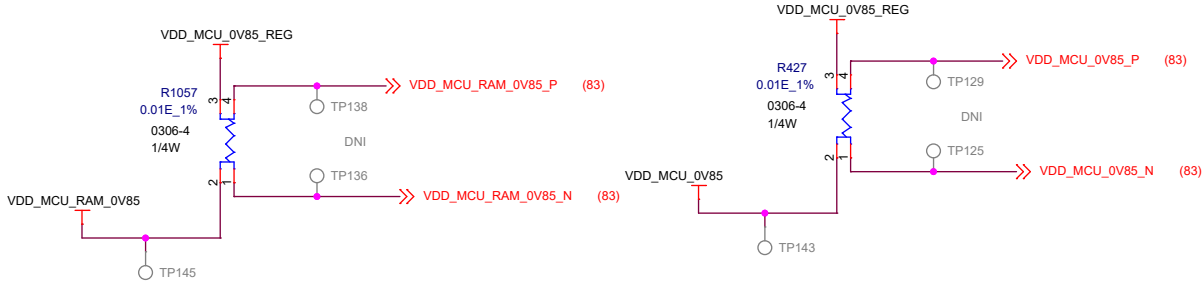 VDD_MCU_0V85_REG
R1057
0.01E_1%
0306-4
1/4W
3
4
2
1
VDD_MCU_RAM_0V85_P (83)
TP138
DNI
TP136
VDD_MCU_RAM_0V85_N (83)
VDD_MCU_RAM_0V85
TP145
VDD_MCU_0V85_REG
R427
0.01E_1%
0306-4
1/4W
3
4
2
1
VDD_MCU_0V85_P (83)
TP129
DNI
TP125
VDD_MCU_0V85_N (83)
VDD_MCU_0V85
TP143